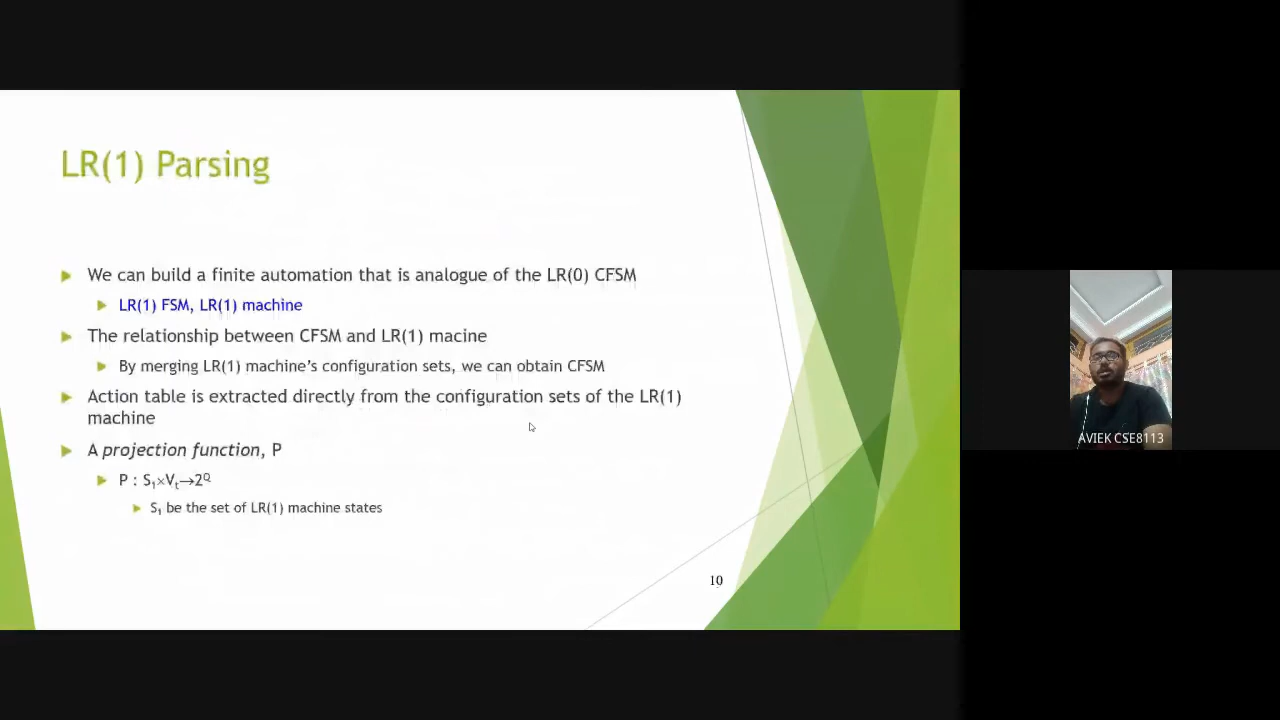 LR(1) Parsing
We can build a finite automation that is analogue of the LR(0) CFSM
LR(1) FSM, LR(1) machine
The relationship between CFSM and LR(1) macine
By merging LR(1) machine's configuration sets, we can obtain CFSM
Action table is extracted directly from the configuration sets of the LR(1)
machine
A projection function, P
P : S₁×Vₜ→2^Q
S₁ be the set of LR(1) machine states
10
AVIEK CSE8113